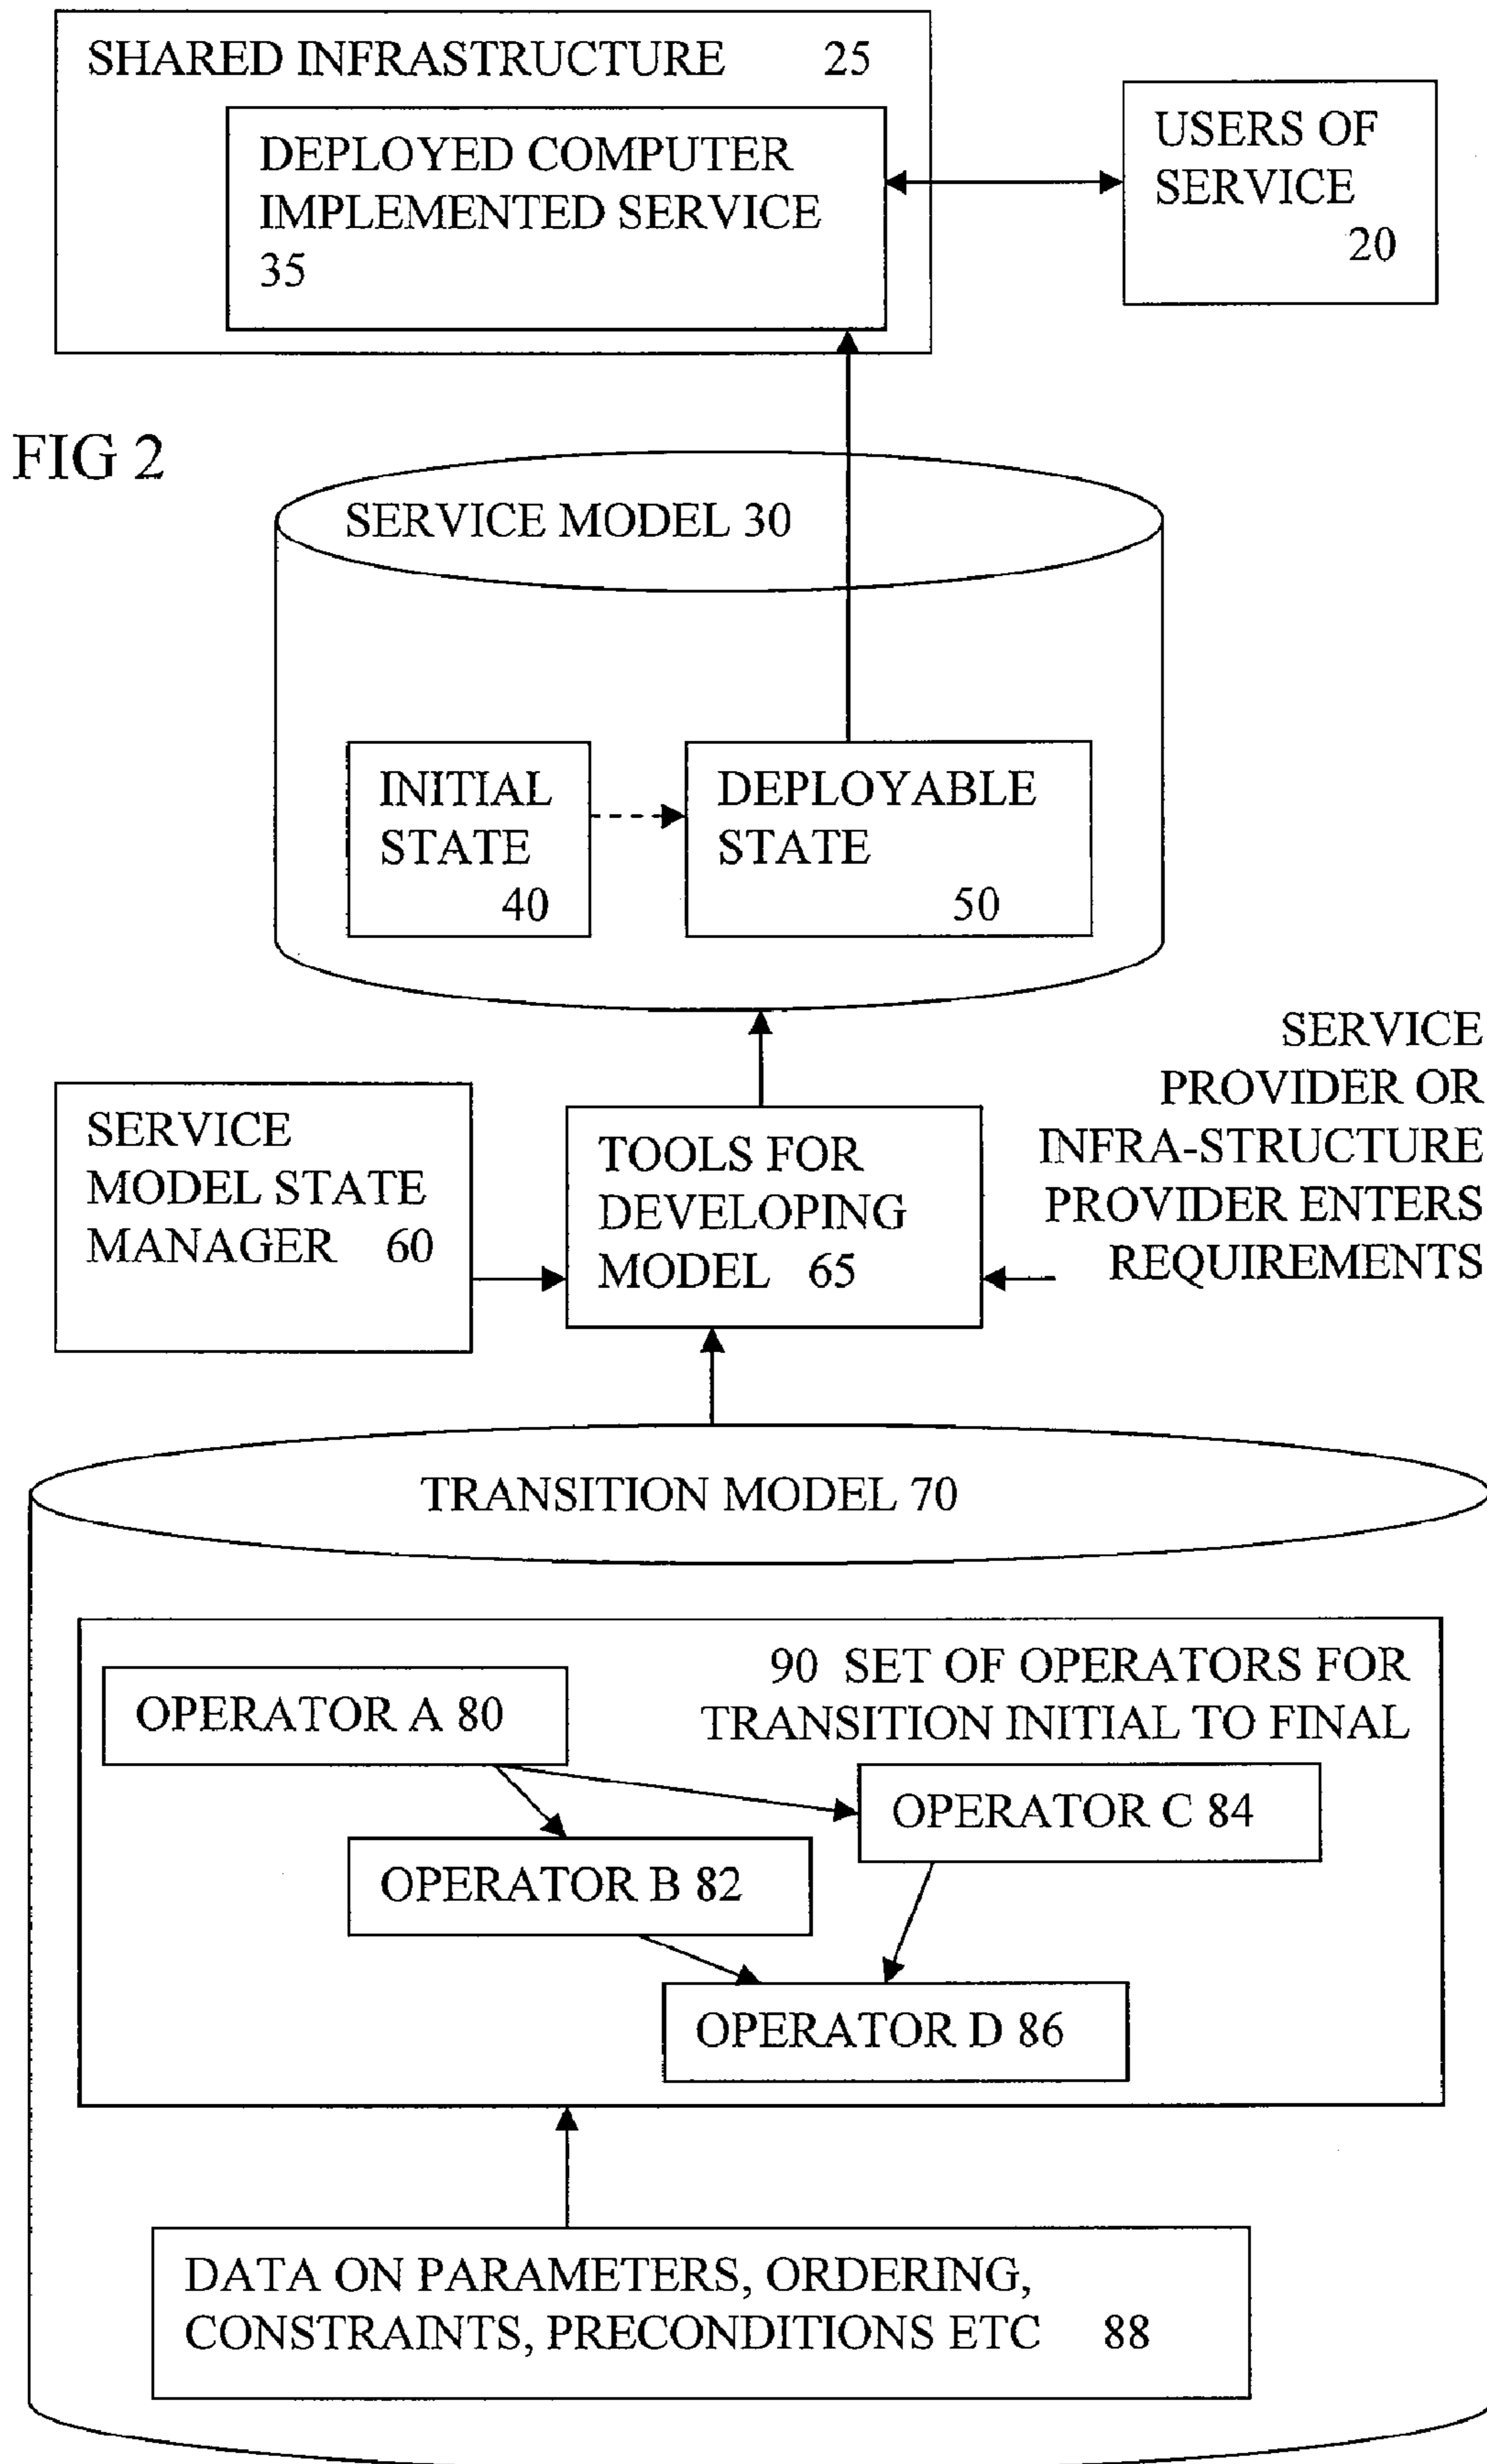 SHARED INFRASTRUCTURE 25
DEPLOYED COMPUTER
IMPLEMENTED SERVICE
35
USERS OF
SERVICE
20
FIG 2
SERVICE MODEL 30
INITIAL
STATE
40
DEPLOYABLE
STATE
50
SERVICE
MODEL STATE
MANAGER 60
TOOLS FOR
DEVELOPING
MODEL 65
SERVICE
PROVIDER OR
INFRA-STRUCTURE
PROVIDER ENTERS
REQUIREMENTS
TRANSITION MODEL 70
90 SET OF OPERATORS FOR
TRANSITION INITIAL TO FINAL
OPERATOR A 80
OPERATOR C 84
OPERATOR B 82
OPERATOR D 86
DATA ON PARAMETERS, ORDERING,
CONSTRAINTS, PRECONDITIONS ETC 88